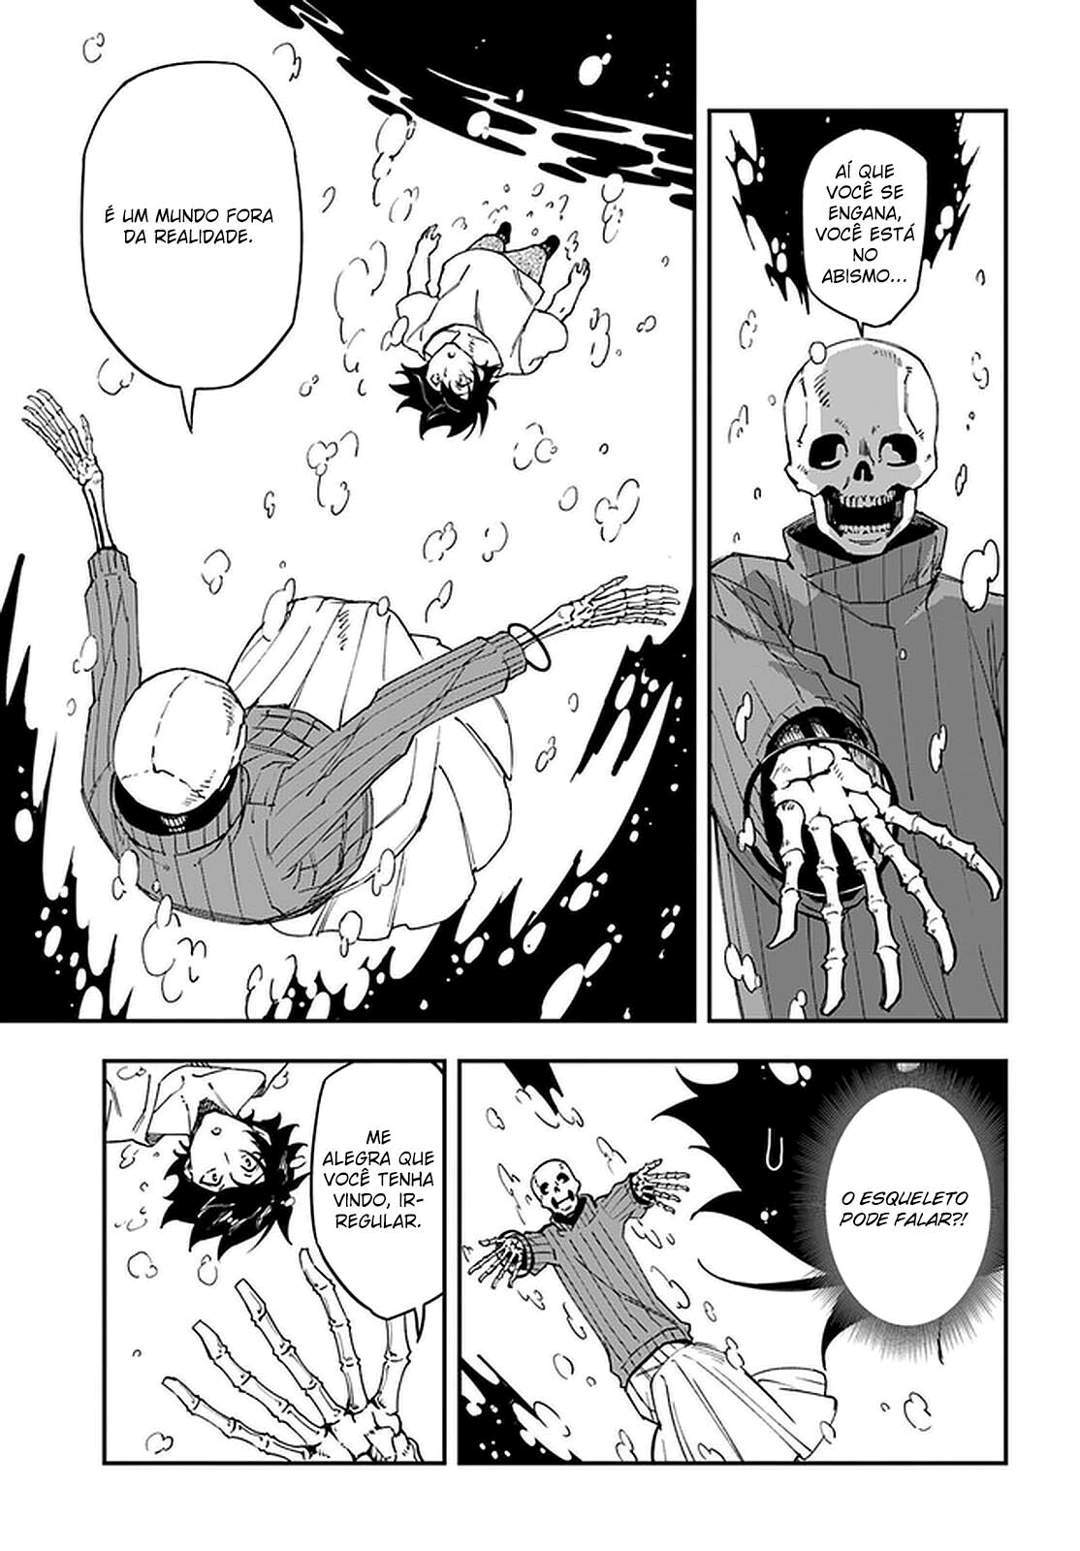 AÍ QUE
VOCÊ SE
ENGANA,
VOCÊ ESTÁ
NO
ABISMO...
É UM MUNDO FORA
DA REALIDADE.
O ESQUELETO
PODE FALAR?!
ME
ALEGRA QUE
VOCÊ TENHA
VINDO, IR-
REGULAR.